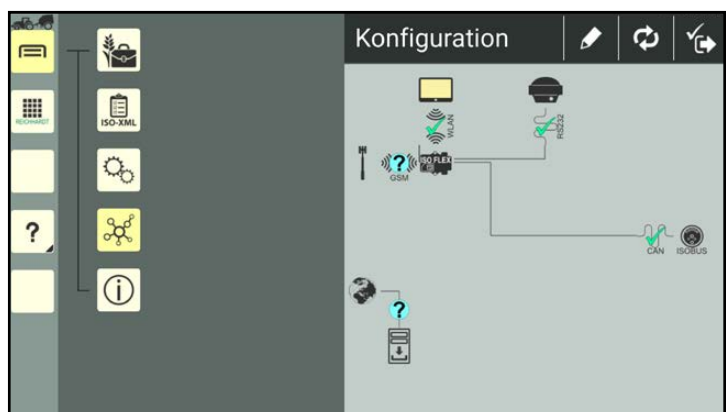 Konfiguration
REICHHARDT
ISO-XML
?
WLAN
RS232
?
GSM
ISO FLEX
CAN
ISOBUS
?